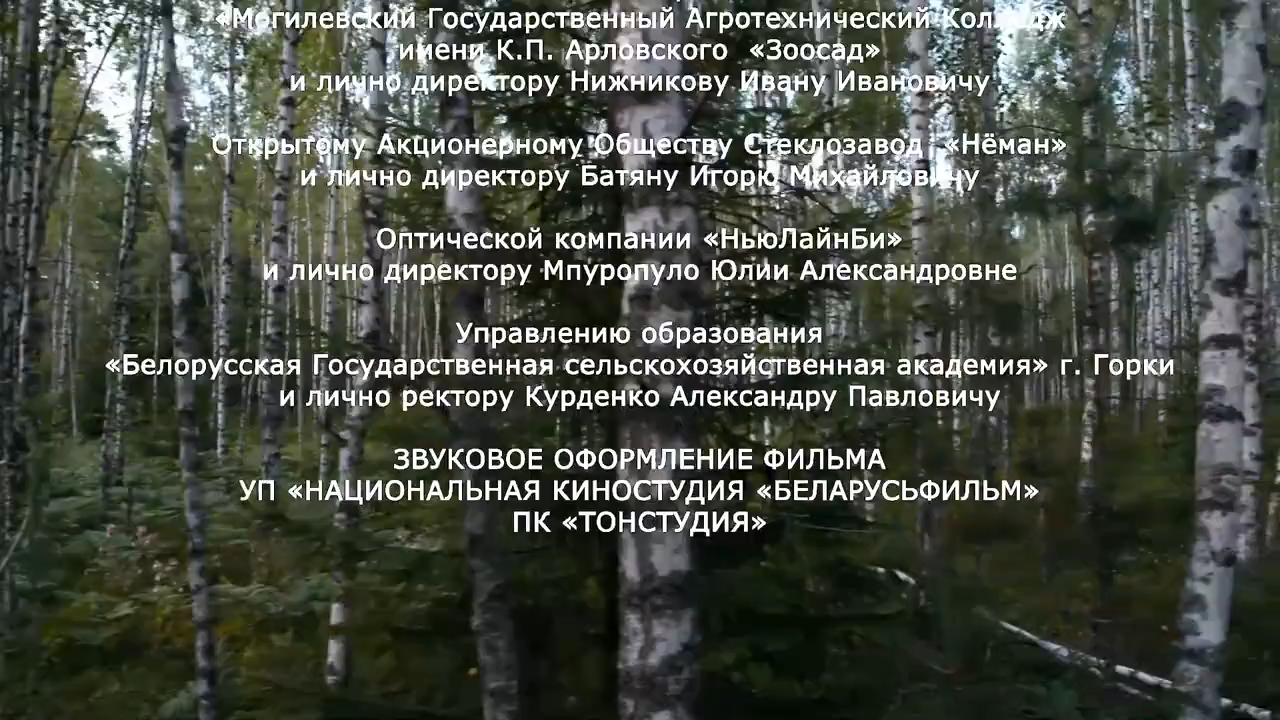 «Могилевский Государственный Агротехнический Колледж
имени К.П. Арловского «Зоосад»
и лично директору Нижникову Ивану Ивановичу
Открытому Акционерному Обществу Стеклозавод «Нёман»
и лично директору Батяну Игорю Михайловичу
Оптической компании «НьюЛайнБи»
и лично директору Мпуропуло Юлии Александровне
Управлению образования
«Белорусская Государственная сельскохозяйственная академия» г. Горки
и лично ректору Курденко Александру Павловичу
ЗВУКОВОЕ ОФОРМЛЕНИЕ ФИЛЬМА
УП «НАЦИОНАЛЬНАЯ КИНОСТУДИЯ «БЕЛАРУСЬФИЛЬМ»
ПК «ТОНСТУДИЯ»